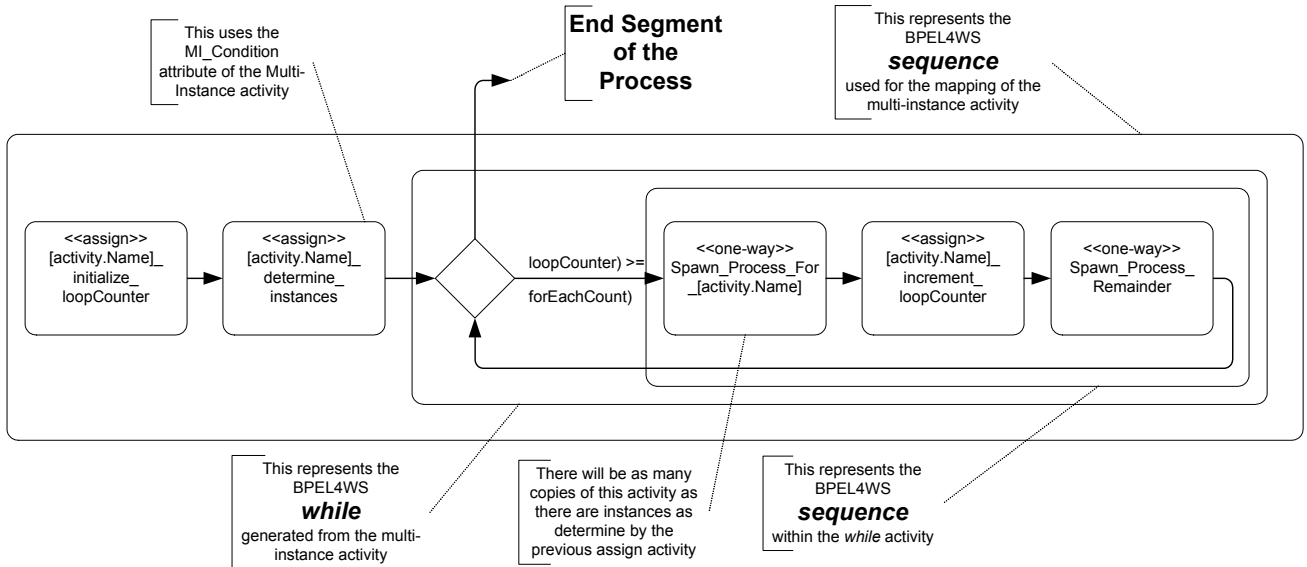 This uses the
MI_Condition
attribute of the Multi-
Instance activity
End Segment
of the
Process
This represents the
BPEL4WS
sequence
used for the mapping of the
multi-instance activity
<<assign>>
[activity.Name]_
initialize_
loopCounter
<<assign>>
[activity.Name]_
determine_
instances
loopCounter) >=
forEachCount)
<<one-way>>
Spawn_Process_For
_[activity.Name]
<<assign>>
[activity.Name]_
increment_
loopCounter
<<one-way>>
Spawn_Process_
Remainder
This represents the
BPEL4WS
while
generated from the multi-
instance activity
There will be as many
copies of this activity as
there are instances as
determine by the
previous assign activity
This represents the
BPEL4WS
sequence
within the while activity